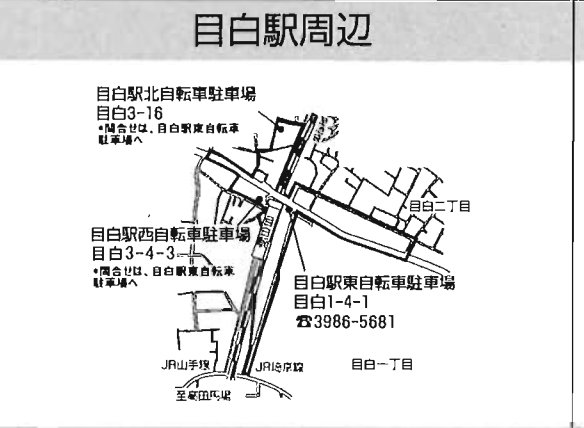 目白駅周辺
目白駅北自転車駐車場
目白3-16
•問合せは、目白駅東自転車
駐車場へ
目白二丁目
目白駅
目白駅西自転車駐車場
目白3-4-3
•問合せは、目白駅東自転車
駐車場へ
目白駅東自転車駐車場
目白1-4-1
☎3986-5681
JR山手線
JR埼京線
目白一丁目
至高田馬場